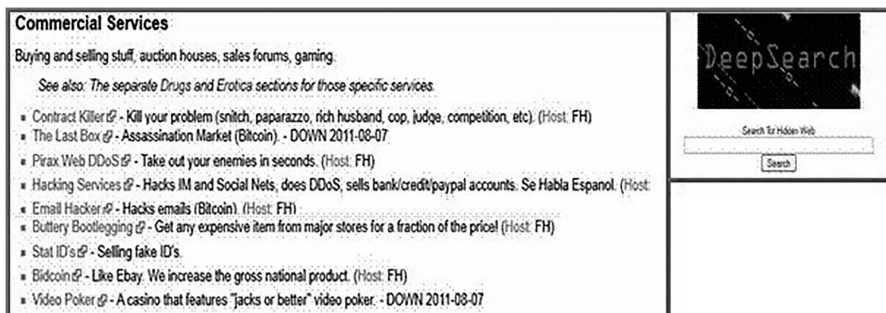 Commercial Services
Buying and selling stuff, auction houses, sales forums, gaming.
See also: The separate Drugs and Erotica sections for those specific services.
Contract Killer - Kill your problem (snitch, paparazzo, rich husband, cop, judge, competition, etc). (Host: FH)
The Last Box - Assassination Market (Bitcoin). - DOWN 2011-08-07
Pirax Web DDoS - Take out your enemies in seconds. (Host: FH)
Hacking Services - Hacks IM and Social Nets, does DDoS, sells bank/credit/paypal accounts. Se Habla Espanol. (Host:
Email Hacker - Hacks emails (Bitcoin). (Host: FH)
Buttery Bootlegging - Get any expensive item from major stores for a fraction of the price! (Host: FH)
Stat ID's - Selling fake ID's.
Bidcoin - Like Ebay. We increase the gross national product. (Host: FH)
Video Poker - A casino that features "jacks or better" video poker. - DOWN 2011-08-07
DeepSearch
Search Tor Hidden Web
Search